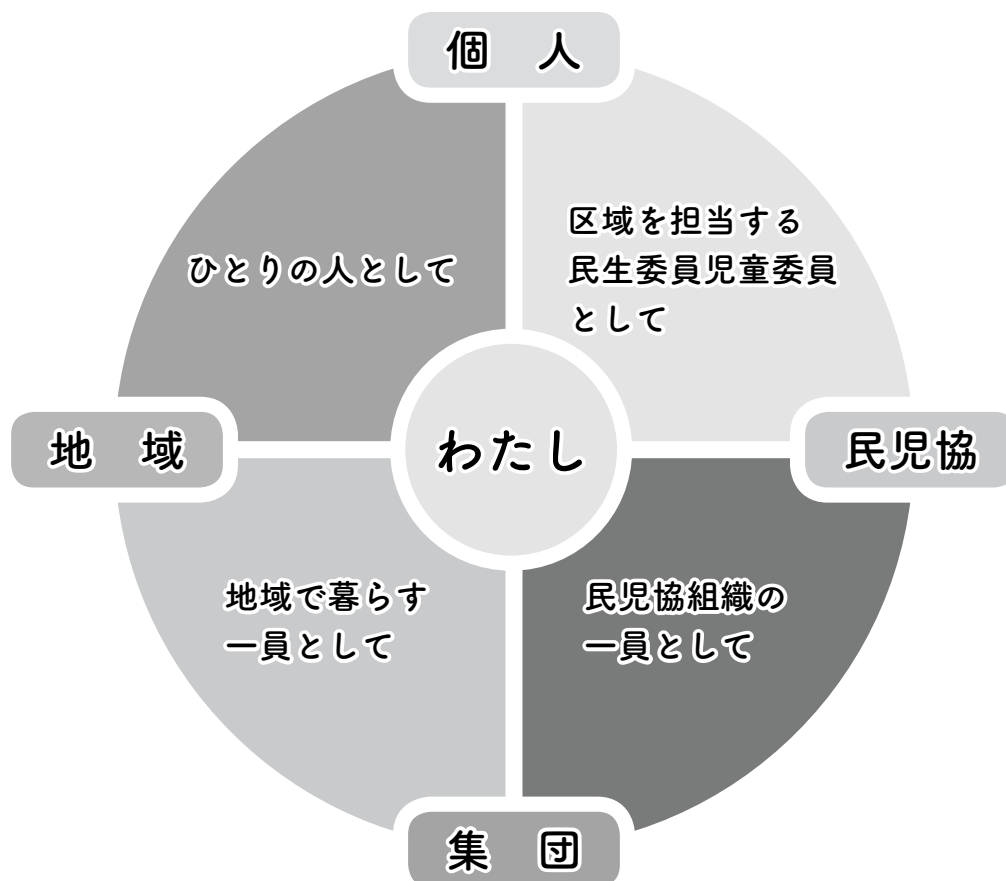 個　人
ひとりの人として
区域を担当する
民生委員児童委員
として
地　域
わたし
民児協
地域で暮らす
一員として
民児協組織の
一員として
集　団